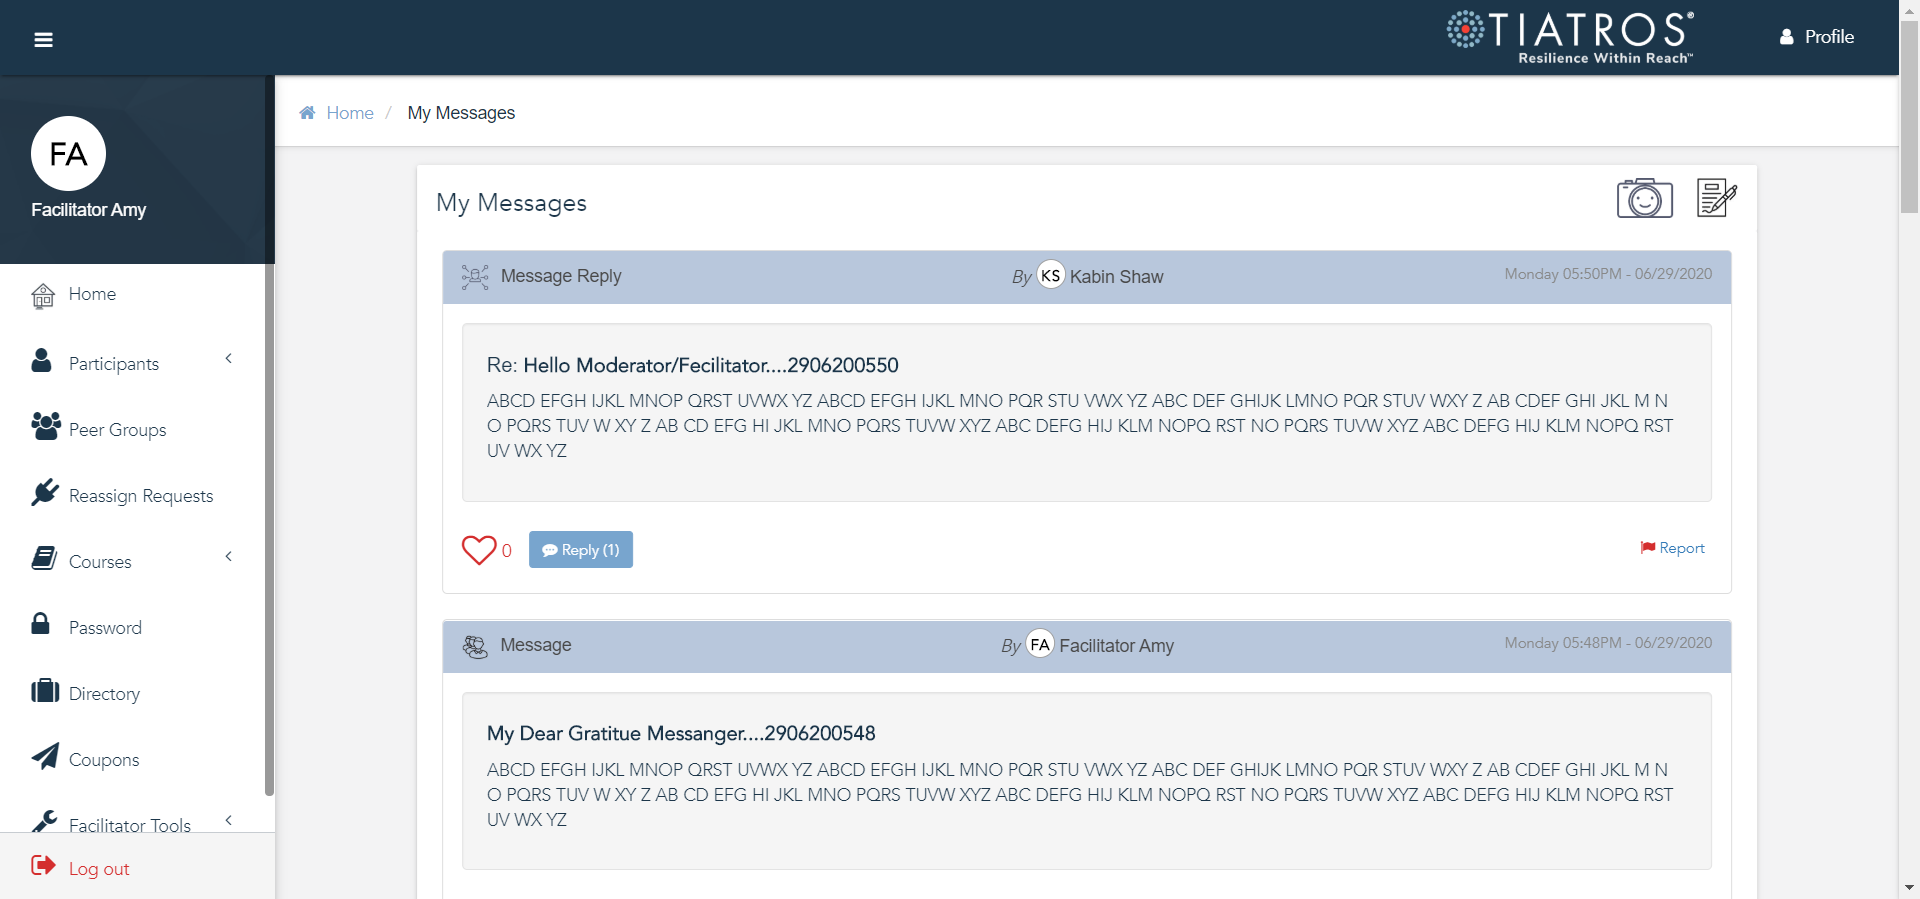 TIATROS®
Resilience Within Reach™
Profile
FA
Facilitator Amy
Home
Participants
Peer Groups
Reassign Requests
Courses
Password
Directory
Coupons
Facilitator Tools
Log out
Home / My Messages
My Messages
Message Reply By KS Kabin Shaw Monday 05:50PM - 06/29/2020
Re: Hello Moderator/Fecilitator....2906200550
ABCD EFGH IJKL MNOP QRST UVWX YZ ABCD EFGH IJKL MNO PQR STU VWX YZ ABC DEF GHIJK LMNO PQR STUV WXY Z AB CDEF GHI JKL M N
O PQRS TUV W XY Z AB CD EFG HI JKL MNO PQRS TUVW XYZ ABC DEFG HIJ KLM NOPQ RST NO PQRS TUVW XYZ ABC DEFG HIJ KLM NOPQ RST
UV WX YZ
0 Reply (1) Report
Message By FA Facilitator Amy Monday 05:48PM - 06/29/2020
My Dear Gratitue Messanger....2906200548
ABCD EFGH IJKL MNOP QRST UVWX YZ ABCD EFGH IJKL MNO PQR STU VWX YZ ABC DEF GHIJK LMNO PQR STUV WXY Z AB CDEF GHI JKL M N
O PQRS TUV W XY Z AB CD EFG HI JKL MNO PQRS TUVW XYZ ABC DEFG HIJ KLM NOPQ RST NO PQRS TUVW XYZ ABC DEFG HIJ KLM NOPQ RST
UV WX YZ